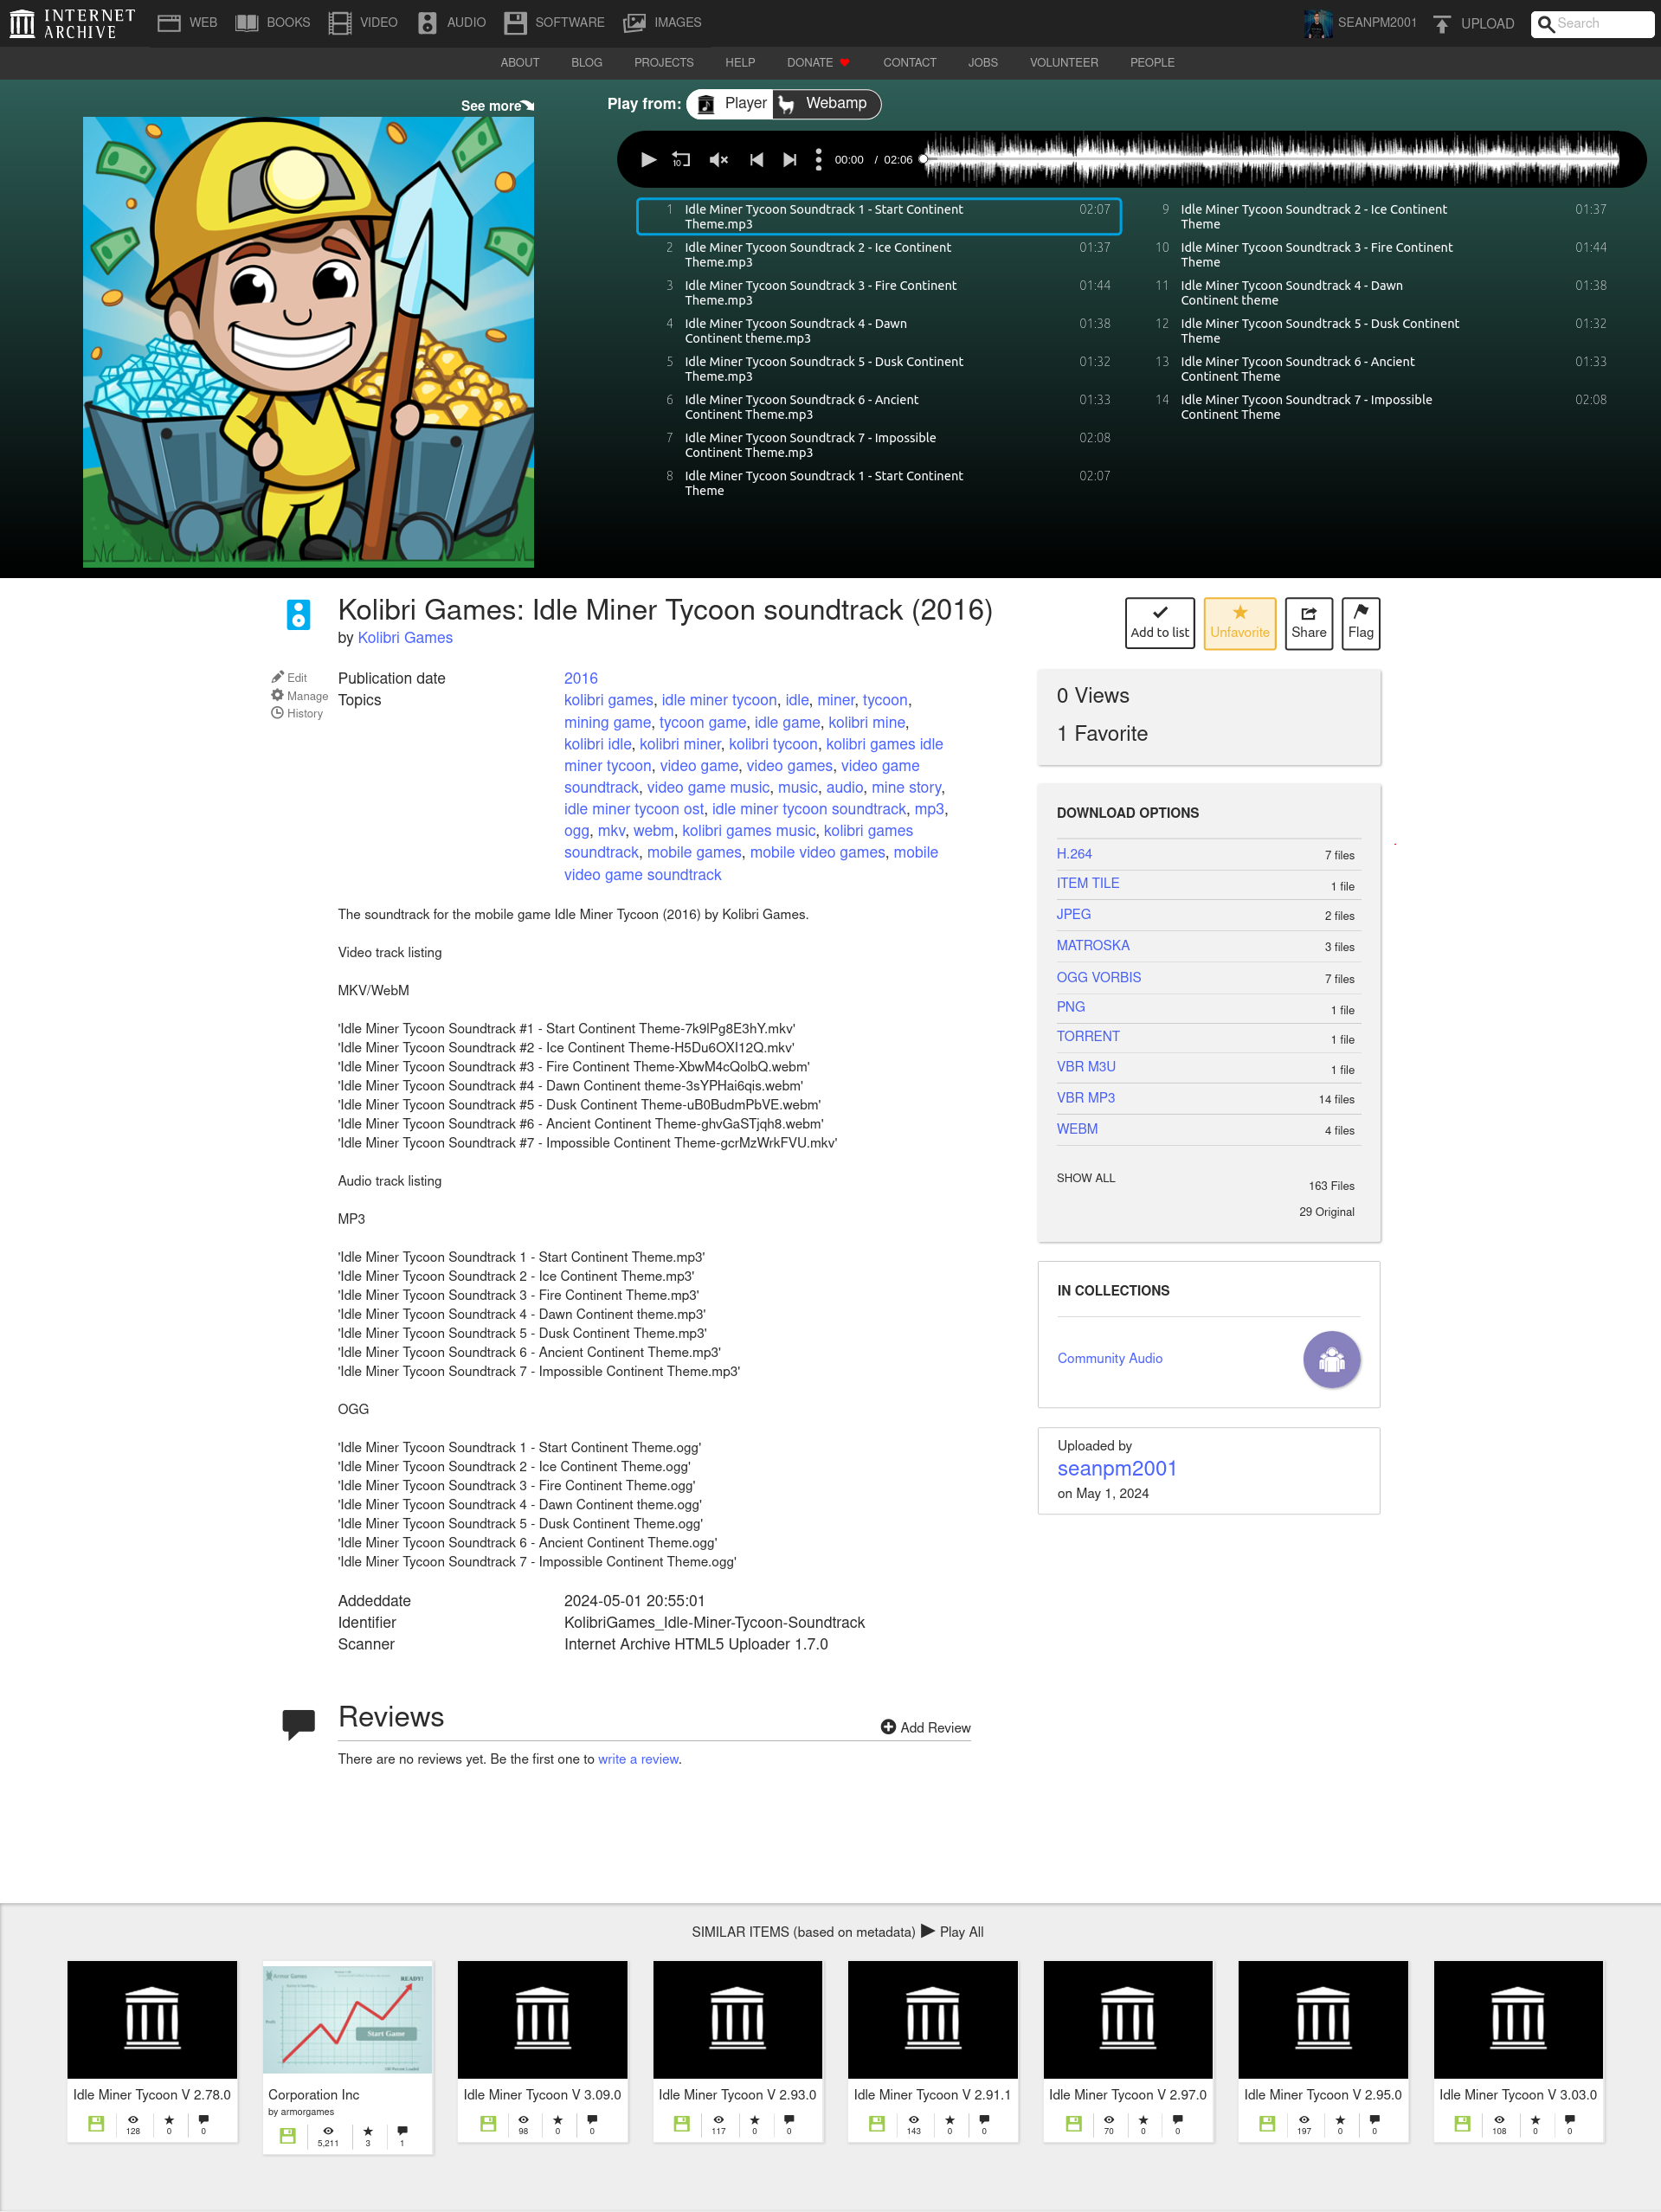 INTERNET ARCHIVE
WEB BOOKS VIDEO AUDIO SOFTWARE IMAGES
SEANPM2001 UPLOAD Search
ABOUT BLOG PROJECTS HELP DONATE CONTACT JOBS VOLUNTEER PEOPLE
See more
Play from: Player Webamp
10 00:00 / 02:06
1 Idle Miner Tycoon Soundtrack 1 - Start Continent 02:07
Theme.mp3
2 Idle Miner Tycoon Soundtrack 2 - Ice Continent 01:37
Theme.mp3
3 Idle Miner Tycoon Soundtrack 3 - Fire Continent 01:44
Theme.mp3
4 Idle Miner Tycoon Soundtrack 4 - Dawn 01:38
Continent theme.mp3
5 Idle Miner Tycoon Soundtrack 5 - Dusk Continent 01:32
Theme.mp3
6 Idle Miner Tycoon Soundtrack 6 - Ancient 01:33
Continent Theme.mp3
7 Idle Miner Tycoon Soundtrack 7 - Impossible 02:08
Continent Theme.mp3
8 Idle Miner Tycoon Soundtrack 1 - Start Continent 02:07
Theme
9 Idle Miner Tycoon Soundtrack 2 - Ice Continent 01:37
Theme
10 Idle Miner Tycoon Soundtrack 3 - Fire Continent 01:44
Theme
11 Idle Miner Tycoon Soundtrack 4 - Dawn 01:38
Continent theme
12 Idle Miner Tycoon Soundtrack 5 - Dusk Continent 01:32
Theme
13 Idle Miner Tycoon Soundtrack 6 - Ancient 01:33
Continent Theme
14 Idle Miner Tycoon Soundtrack 7 - Impossible 02:08
Continent Theme
Kolibri Games: Idle Miner Tycoon soundtrack (2016)
by Kolibri Games
Add to list Unfavorite Share Flag
Edit
Manage
History
Publication date 2016
Topics kolibri games, idle miner tycoon, idle, miner, tycoon,
mining game, tycoon game, idle game, kolibri mine,
kolibri idle, kolibri miner, kolibri tycoon, kolibri games idle
miner tycoon, video game, video games, video game
soundtrack, video game music, music, audio, mine story,
idle miner tycoon ost, idle miner tycoon soundtrack, mp3,
ogg, mkv, webm, kolibri games music, kolibri games
soundtrack, mobile games, mobile video games, mobile
video game soundtrack
The soundtrack for the mobile game Idle Miner Tycoon (2016) by Kolibri Games.
Video track listing
MKV/WebM
'Idle Miner Tycoon Soundtrack #1 - Start Continent Theme-7k9lPg8E3hY.mkv'
'Idle Miner Tycoon Soundtrack #2 - Ice Continent Theme-H5Du6OXI12Q.mkv'
'Idle Miner Tycoon Soundtrack #3 - Fire Continent Theme-XbwM4cQolbQ.webm'
'Idle Miner Tycoon Soundtrack #4 - Dawn Continent theme-3sYPHai6qis.webm'
'Idle Miner Tycoon Soundtrack #5 - Dusk Continent Theme-uB0BudmPbVE.webm'
'Idle Miner Tycoon Soundtrack #6 - Ancient Continent Theme-ghvGaSTjqh8.webm'
'Idle Miner Tycoon Soundtrack #7 - Impossible Continent Theme-gcrMzWrkFVU.mkv'
Audio track listing
MP3
'Idle Miner Tycoon Soundtrack 1 - Start Continent Theme.mp3'
'Idle Miner Tycoon Soundtrack 2 - Ice Continent Theme.mp3'
'Idle Miner Tycoon Soundtrack 3 - Fire Continent Theme.mp3'
'Idle Miner Tycoon Soundtrack 4 - Dawn Continent theme.mp3'
'Idle Miner Tycoon Soundtrack 5 - Dusk Continent Theme.mp3'
'Idle Miner Tycoon Soundtrack 6 - Ancient Continent Theme.mp3'
'Idle Miner Tycoon Soundtrack 7 - Impossible Continent Theme.mp3'
OGG
'Idle Miner Tycoon Soundtrack 1 - Start Continent Theme.ogg'
'Idle Miner Tycoon Soundtrack 2 - Ice Continent Theme.ogg'
'Idle Miner Tycoon Soundtrack 3 - Fire Continent Theme.ogg'
'Idle Miner Tycoon Soundtrack 4 - Dawn Continent theme.ogg'
'Idle Miner Tycoon Soundtrack 5 - Dusk Continent Theme.ogg'
'Idle Miner Tycoon Soundtrack 6 - Ancient Continent Theme.ogg'
'Idle Miner Tycoon Soundtrack 7 - Impossible Continent Theme.ogg'
Addeddate 2024-05-01 20:55:01
Identifier KolibriGames_Idle-Miner-Tycoon-Soundtrack
Scanner Internet Archive HTML5 Uploader 1.7.0
0 Views
1 Favorite
DOWNLOAD OPTIONS
H.264 7 files
ITEM TILE 1 file
JPEG 2 files
MATROSKA 3 files
OGG VORBIS 7 files
PNG 1 file
TORRENT 1 file
VBR M3U 1 file
VBR MP3 14 files
WEBM 4 files
SHOW ALL 163 Files
29 Original
IN COLLECTIONS
Community Audio
Uploaded by
seanpm2001
on May 1, 2024
Reviews
Add Review
There are no reviews yet. Be the first one to write a review.
SIMILAR ITEMS (based on metadata) Play All
Armor Games READY!
Start Game
Idle Miner Tycoon V 2.78.0
128 0 0
Corporation Inc
by armorgames
5,211 3 1
Idle Miner Tycoon V 3.09.0
98 0 0
Idle Miner Tycoon V 2.93.0
117 0 0
Idle Miner Tycoon V 2.91.1
143 0 0
Idle Miner Tycoon V 2.97.0
70 0 0
Idle Miner Tycoon V 2.95.0
197 0 0
Idle Miner Tycoon V 3.03.0
108 0 0